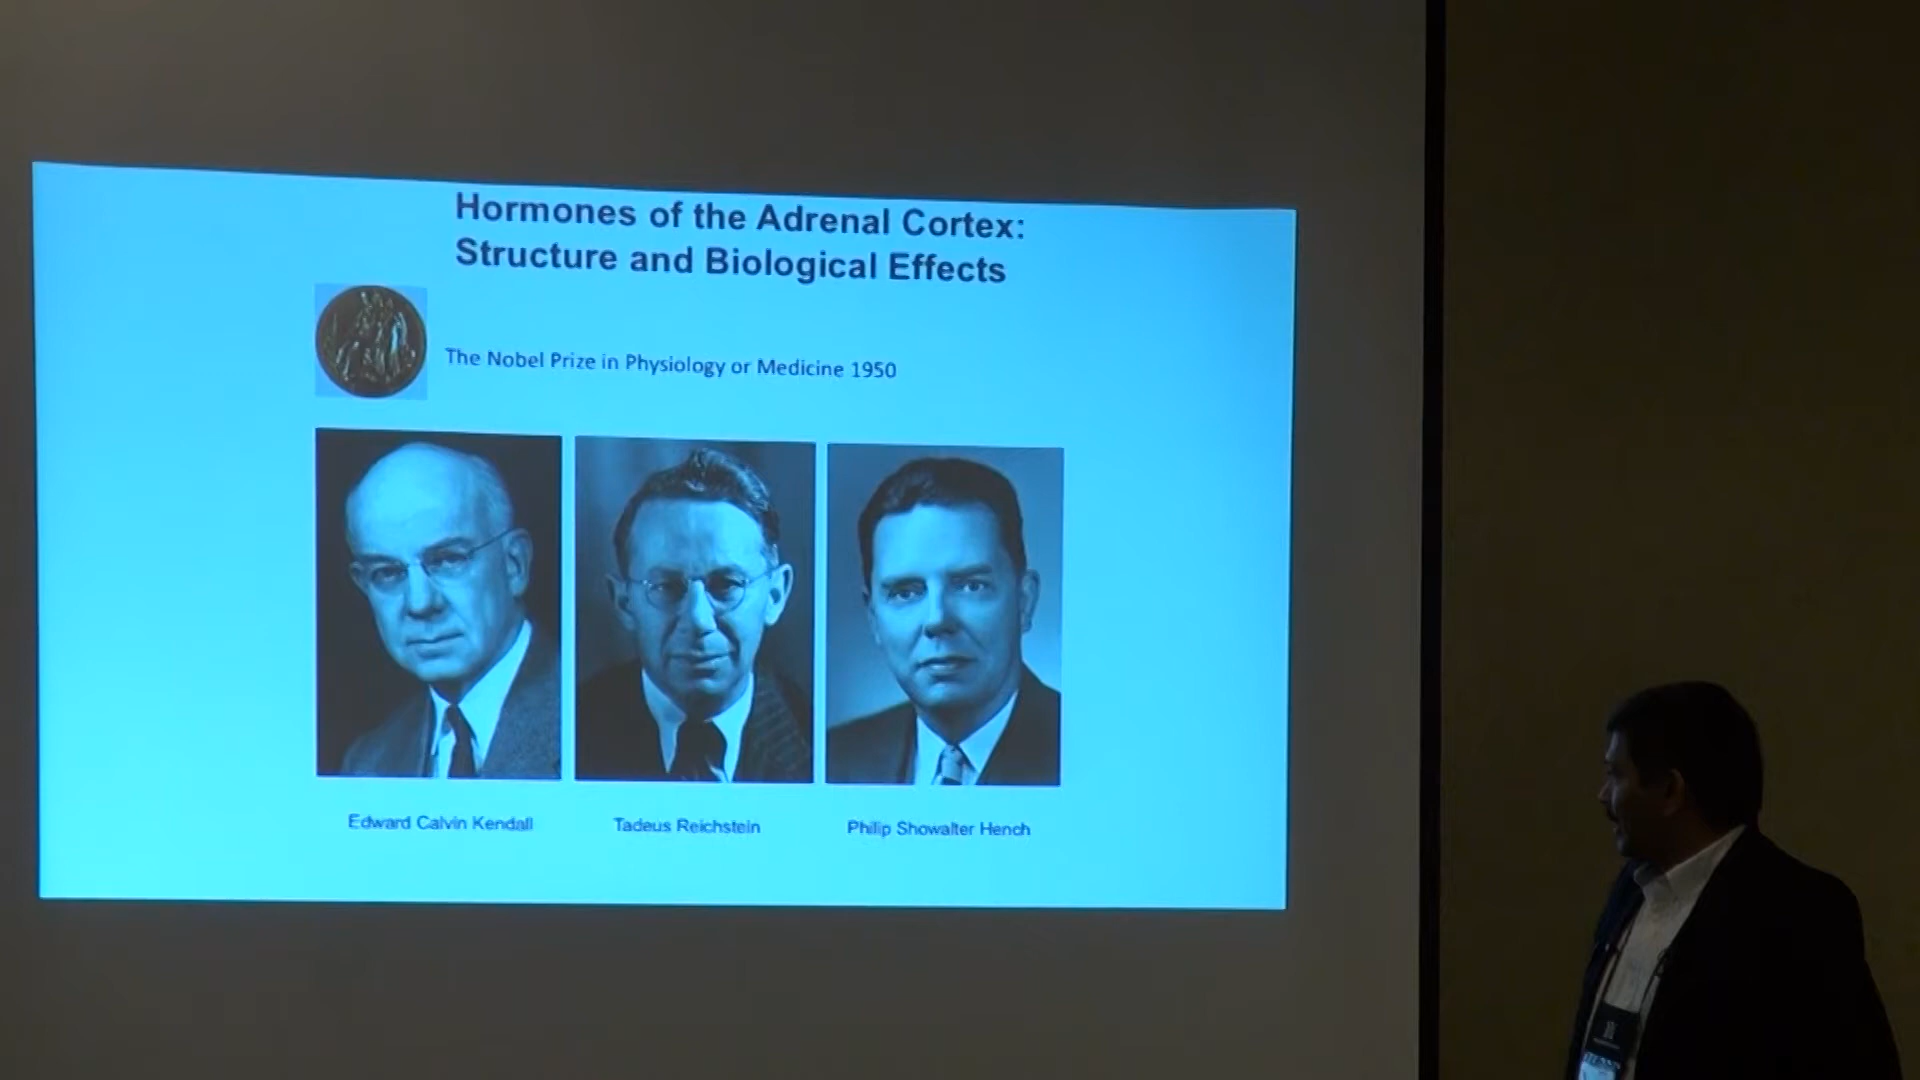 Hormones of the Adrenal Cortex:
Structure and Biological Effects
The Nobel Prize in Physiology or Medicine 1950
Edward Calvin Kendall
Tadeus Reichstein
Philip Showalter Hench